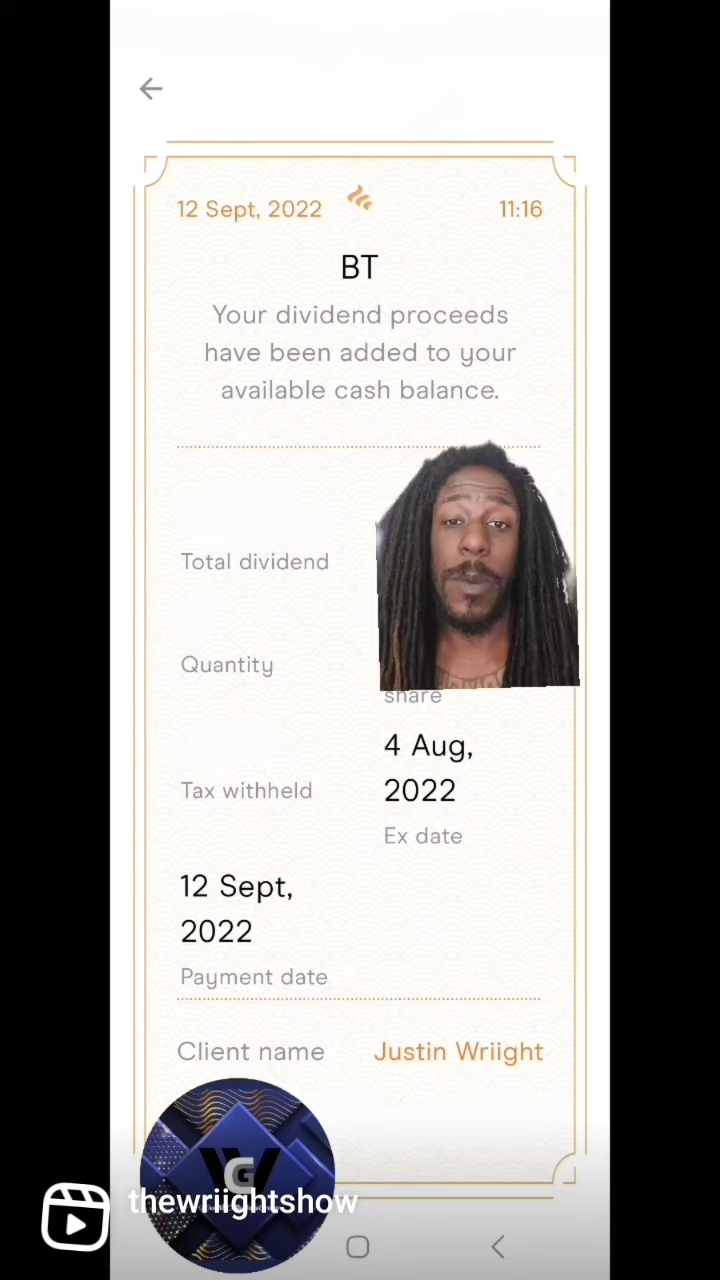 12 Sept, 2022
11:16
BT
Your dividend proceeds
have been added to your
available cash balance.
Total dividend
Quantity
share
4 Aug,
2022
Tax withheld
Ex date
12 Sept,
2022
Payment date
Client name
Justin Wriight
G
thewriightshow